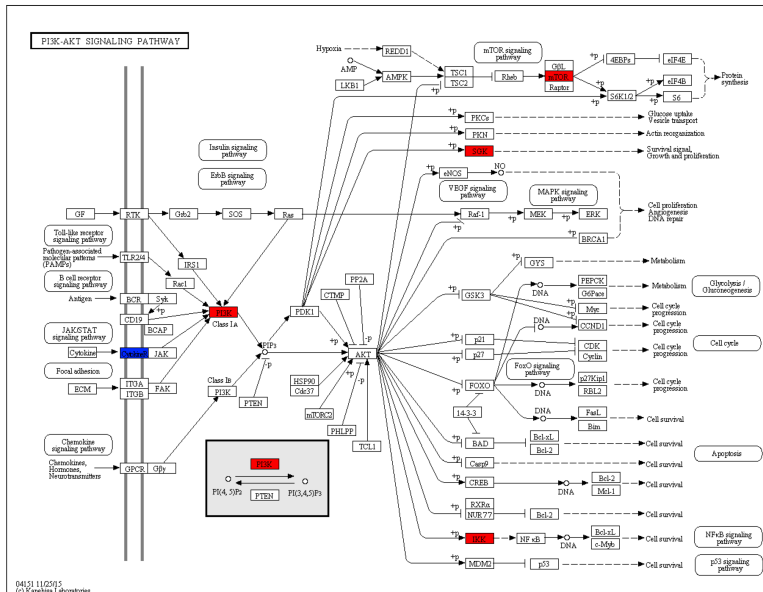 PI3K-AKT SIGNALING PATHWAY
Hypoxia
REDD1
mTOR signaling
pathway
AMP
AMPK
LKB1
TSC1
TSC2
Rheb
GβL
mTOR
Raptor
+p
4EBPs
eIF4E
+p
eIF4B
S6K1/2
S6
+p
+p
Protein
synthesis
+p
PKCs
Glucose uptake
Vesicle transport
PKN
Actin reorganization
+p
SGK
Survival signal,
Growth and proliferation
Insulin signaling
pathway
ErbB signaling
pathway
+p
eNOS
NO
VEGF signaling
pathway
MAPK signaling
pathway
GF
RTK
Grb2
SOS
Ras
Raf-1
+p
MEK
ERK
+p
BRCA1
Cell proliferation
Angiogenesis
DNA repair
Toll-like receptor
signaling pathway
Pathogen-associated
molecular patterns
(PAMPs)
TLR2/4
IRS1
Rac1
B cell receptor
signaling pathway
Antigen
BCR
Syk
+p
CD19
BCAP
PI3K
Class IA
JAK/STAT
signaling pathway
Cytokine
CytokineR
JAK
Focal adhesion
ECM
ITGA
ITGB
FAK
Class IB
PI3K
PIP3
-p
PTEN
Chemokine
signaling pathway
Chemokines,
Hormones,
Neurotransmitters
GPCR
Gβγ
PDK1
CTMP
PP2A
-p
AKT
+p
-p
HSP90
Cdc37
mTORC2
PHLPP
TCL1
PI3K
PI(4, 5)P2
PTEN
PI(3,4,5)P3
GYS
Metabolism
+p
GSK3
DNA
PEPCK
G6Pase
Metabolism
Glycolysis /
Gluconeogenesis
+p
Myc
Cell cycle
progression
DNA
CCND1
Cell cycle
progression
+p
p21
+p
p27
CDK
Cyclin
Cell cycle
progression
Cell cycle
FoxO signaling
pathway
+p
FOXO
DNA
p27Kip1
RBL2
Cell cycle
progression
14-3-3
DNA
FasL
Bim
Cell survival
+p
BAD
Bcl-xL
Bcl-2
Cell survival
Apoptosis
+p
Casp9
Cell survival
+p
CREB
DNA
Bcl-2
Mcl-1
Cell survival
+p
RXRα
NUR77
Bcl-2
Cell survival
+p
IKK
NFκB
DNA
Bcl-xL
c-Myb
Cell survival
NFκB signaling
pathway
+p
MDM2
p53
Cell survival
p53 signaling
pathway
04151 11/25/15
(c) Kanehisa Laboratories